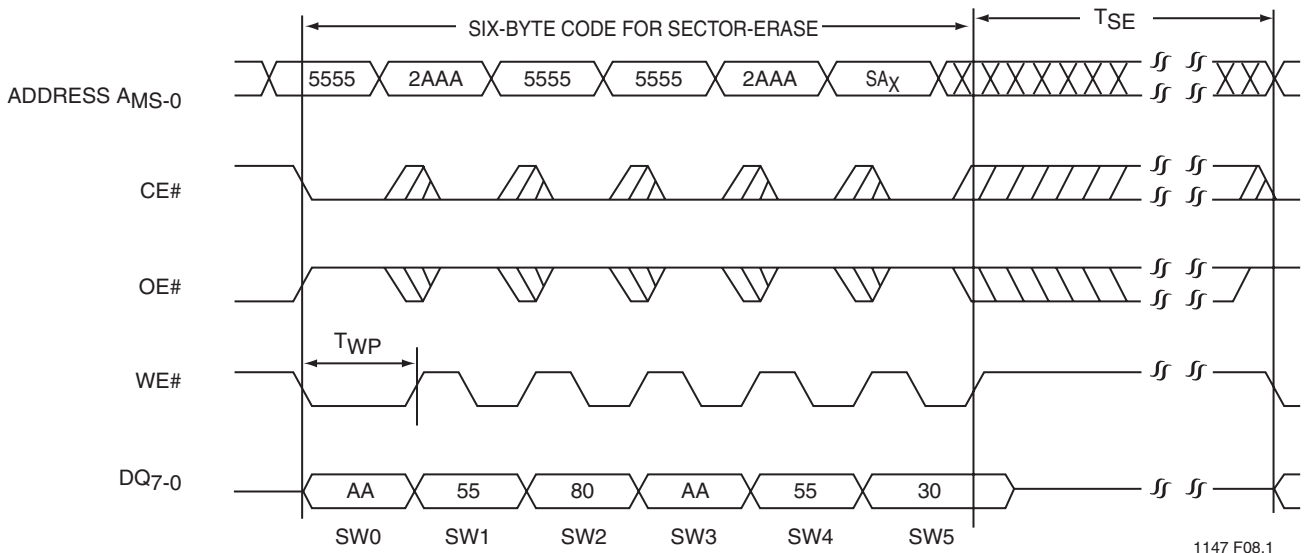 SIX-BYTE CODE FOR SECTOR-ERASE TSE
ADDRESS AMS-0 5555 2AAA 5555 5555 2AAA SAX
CE#
OE#
TWP
WE#
DQ7-0 AA 55 80 AA 55 30
SW0 SW1 SW2 SW3 SW4 SW5
1147 F08.1